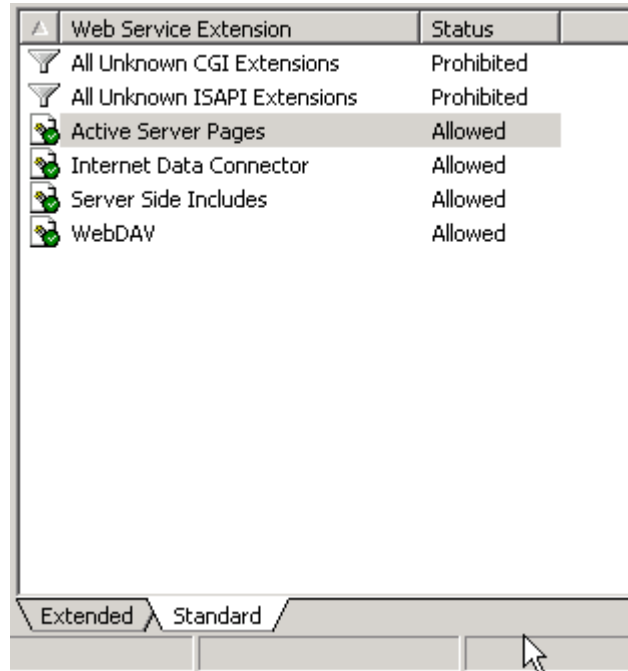 Web Service Extension Status
All Unknown CGI Extensions Prohibited
All Unknown ISAPI Extensions Prohibited
Active Server Pages Allowed
Internet Data Connector Allowed
Server Side Includes Allowed
WebDAV Allowed
Extended Standard